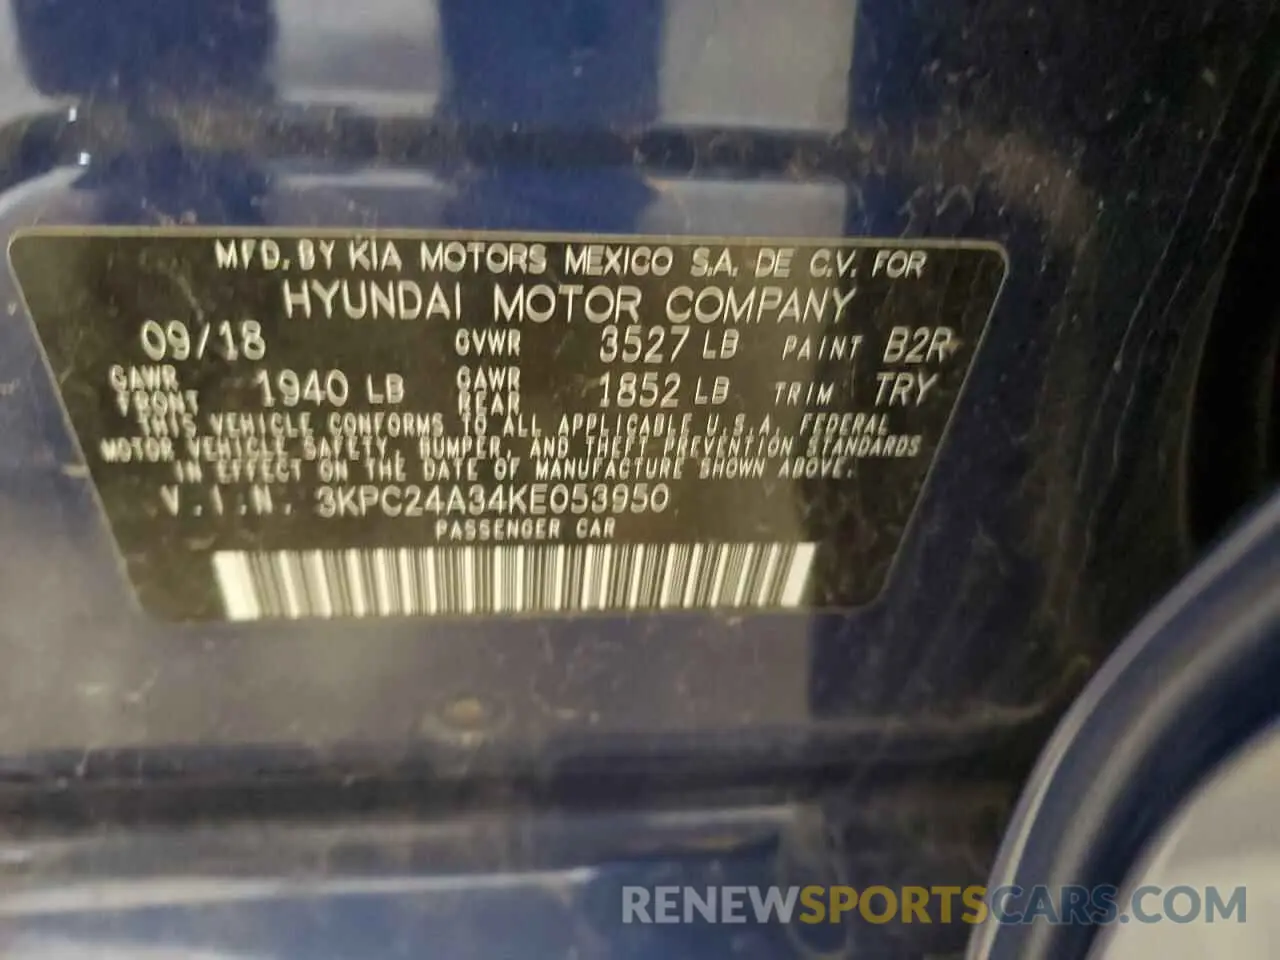 MFD. BY KIA MOTORS MEXICO S.A. DE C.V. FOR
HYUNDAI MOTOR COMPANY
09/18 GVWR 3527 LB PAINT B2R
GAWR FRONT 1940 LB GAWR REAR 1852 LB TRIM TRY
THIS VEHICLE CONFORMS TO ALL APPLICABLE U.S.A. FEDERAL
MOTOR VEHICLE SAFETY, BUMPER, AND THEFT PREVENTION STANDARDS
IN EFFECT ON THE DATE OF MANUFACTURE SHOWN ABOVE.
V.I.N. 3KPC24A34KE053950
PASSENGER CAR
RENEWSPORTSCARS.COM